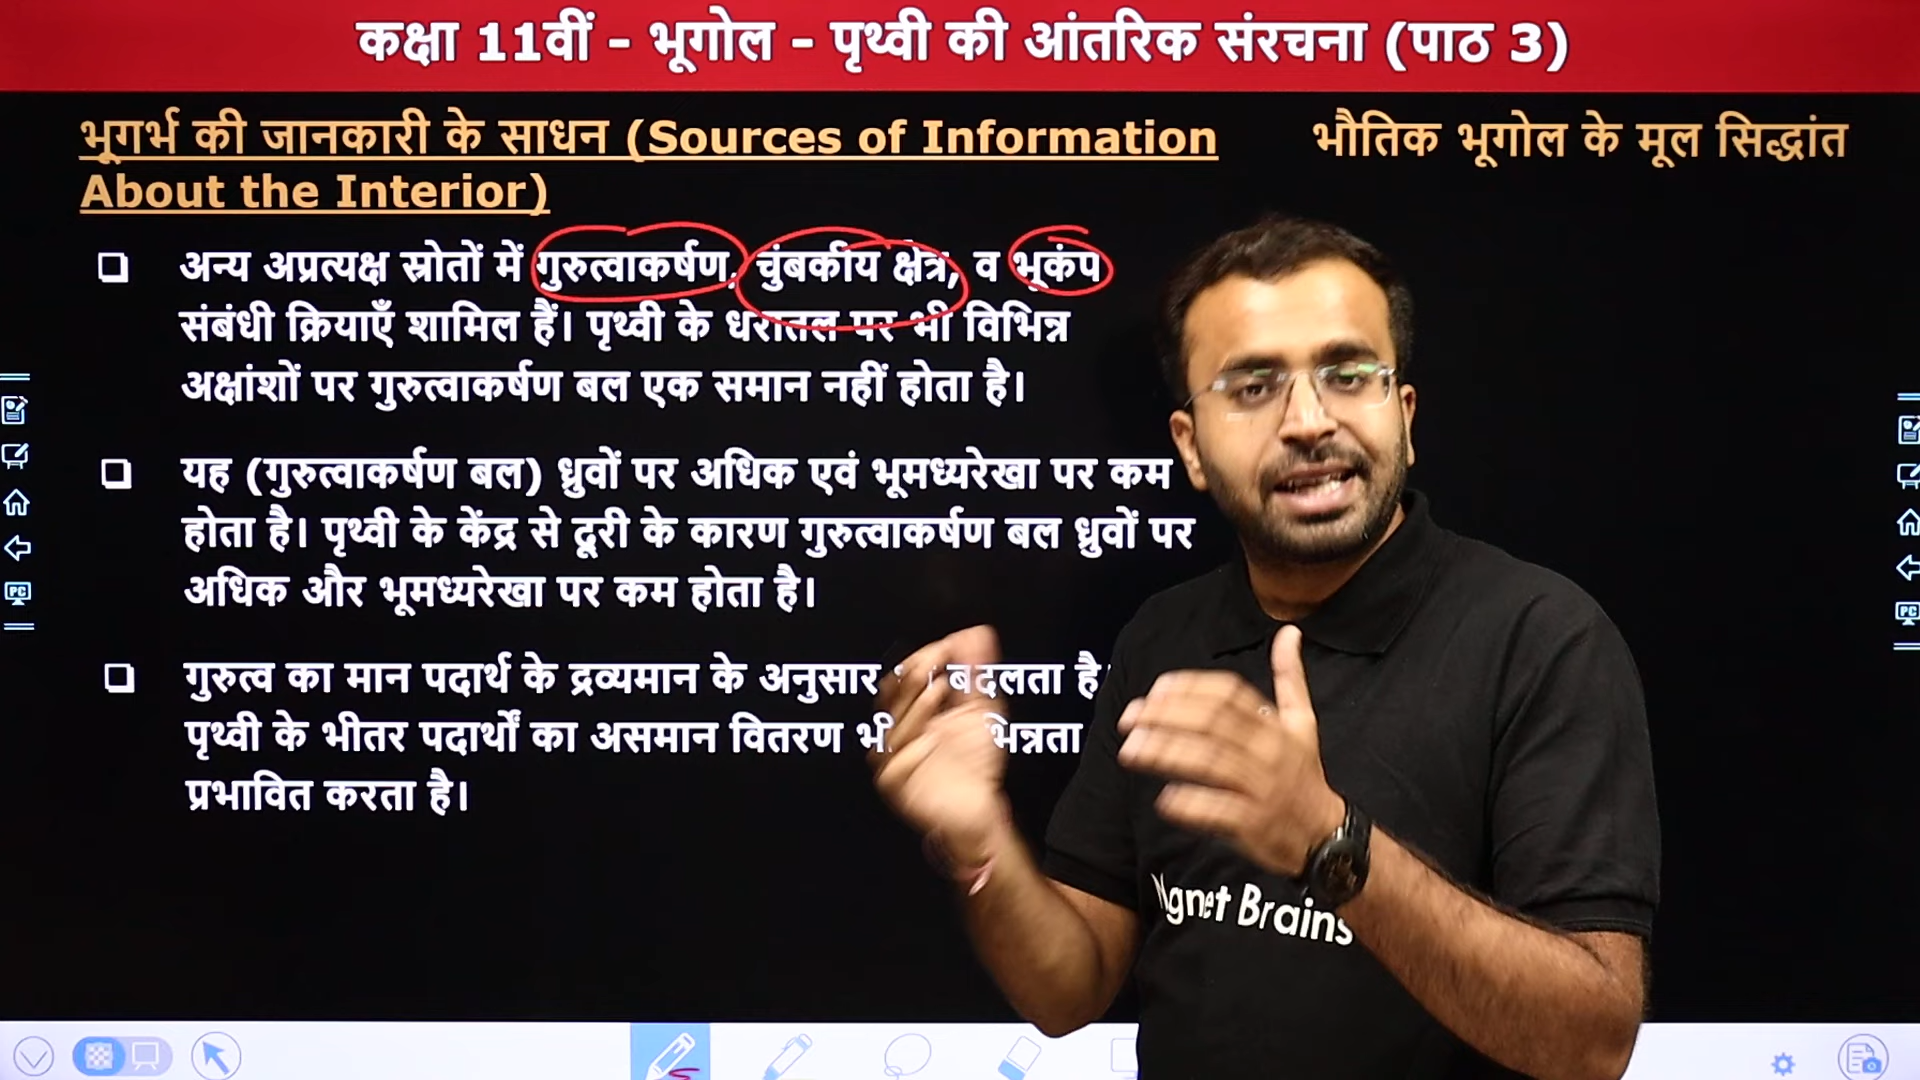 कक्षा 11वीं - भूगोल - पृथ्वी की आंतरिक संरचना (पाठ 3)
भूगर्भ की जानकारी के साधन (Sources of Information
About the Interior)
भौतिक भूगोल के मूल सिद्धांत
अन्य अप्रत्यक्ष स्रोतों में गुरुत्वाकर्षण, चुंबकीय क्षेत्र, व भूकंप
संबंधी क्रियाएँ शामिल हैं। पृथ्वी के धरातल पर भी विभिन्न
अक्षांशों पर गुरुत्वाकर्षण बल एक समान नहीं होता है।
यह (गुरुत्वाकर्षण बल) ध्रुवों पर अधिक एवं भूमध्यरेखा पर कम
होता है। पृथ्वी के केंद्र से दूरी के कारण गुरुत्वाकर्षण बल ध्रुवों पर
अधिक और भूमध्यरेखा पर कम होता है।
गुरुत्व का मान पदार्थ के द्रव्यमान के अनुसार बदलता है।
पृथ्वी के भीतर पदार्थों का असमान वितरण भी
प्रभावित करता है।
Brains
PC
PC